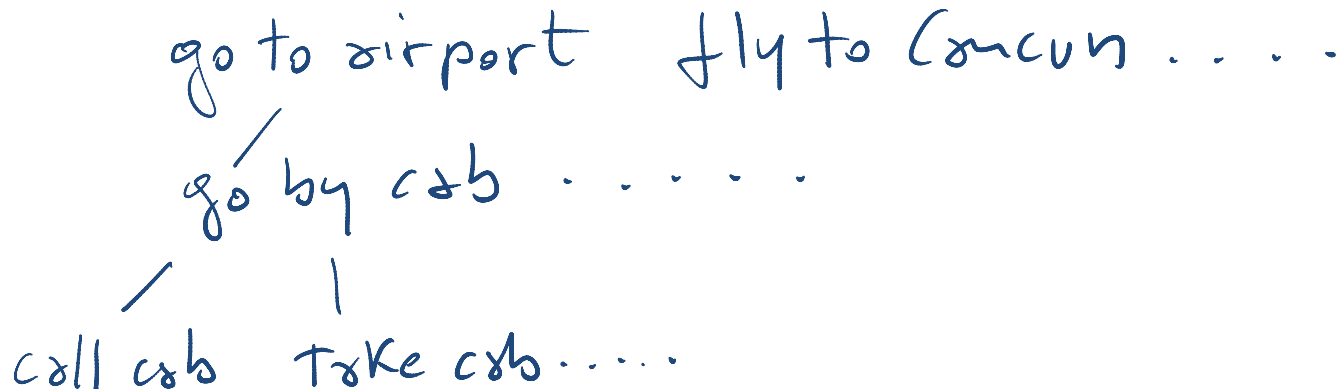 go to airport fly to Cancun . . . .
go by cab . . . . .
call cab Take cab.....